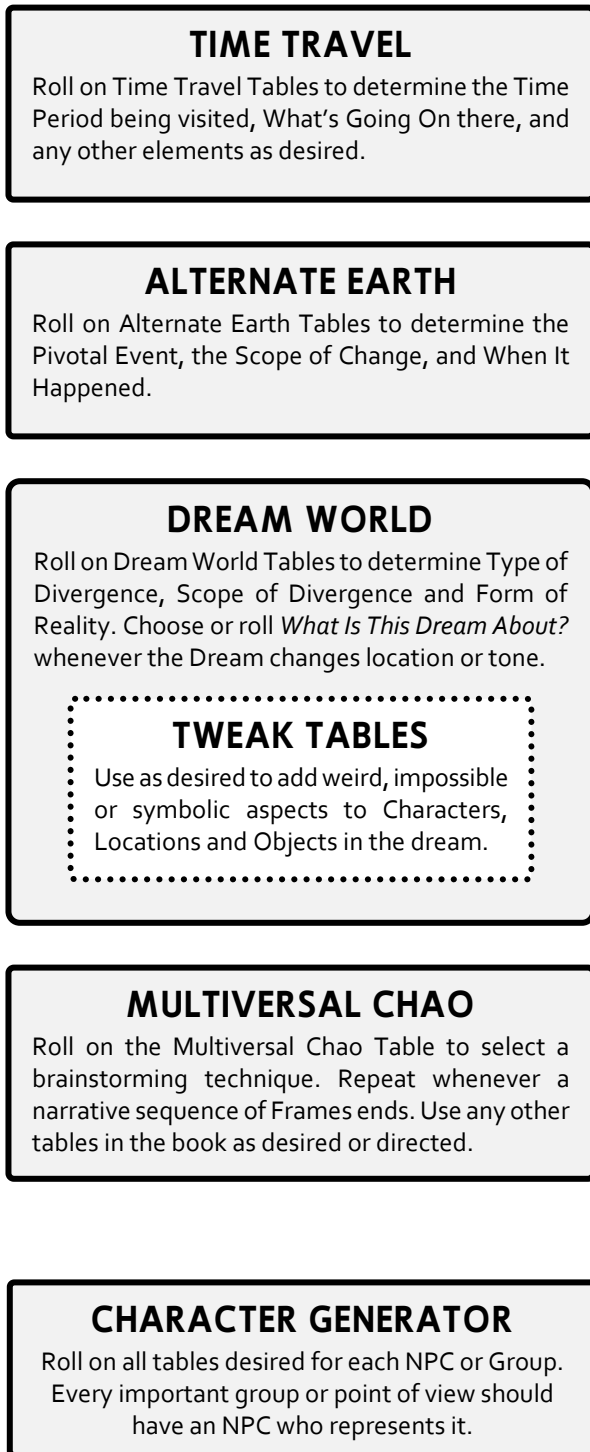 TIME TRAVEL
Roll on Time Travel Tables to determine the Time
Period being visited, What's Going On there, and
any other elements as desired.
ALTERNATE EARTH
Roll on Alternate Earth Tables to determine the
Pivotal Event, the Scope of Change, and When It
Happened.
DREAM WORLD
Roll on Dream World Tables to determine Type of
Divergence, Scope of Divergence and Form of
Reality. Choose or roll What Is This Dream About?
whenever the Dream changes location or tone.
TWEAK TABLES
Use as desired to add weird, impossible
or symbolic aspects to Characters,
Locations and Objects in the dream.
MULTIVERSAL CHAO
Roll on the Multiversal Chao Table to select a
brainstorming technique. Repeat whenever a
narrative sequence of Frames ends. Use any other
tables in the book as desired or directed.
CHARACTER GENERATOR
Roll on all tables desired for each NPC or Group.
Every important group or point of view should
have an NPC who represents it.